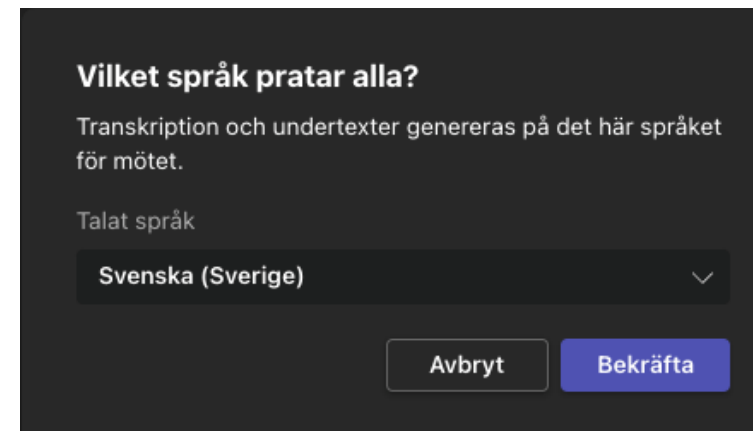 Vilket språk pratar alla?
Transkription och undertexter genereras på det här språket
för mötet.
Talat språk
Svenska (Sverige)
Avbryt
Bekräfta